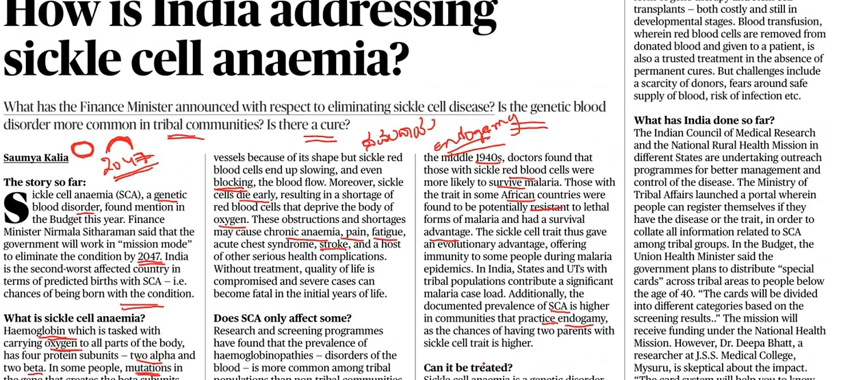 How is India addressing
sickle cell anaemia?
What has the Finance Minister announced with respect to eliminating sickle cell disease? Is the genetic blood
disorder more common in tribal communities? Is there a cure?
2047
endogamy
Saumya Kalia
The story so far:
Sickle cell anaemia (SCA), a genetic
blood disorder, found mention in
the Budget this year. Finance
Minister Nirmala Sitharaman said that the
government will work in “mission mode”
to eliminate the condition by 2047. India
is the second-worst affected country in
terms of predicted births with SCA – i.e.
chances of being born with the condition.
What is sickle cell anaemia?
Haemoglobin which is tasked with
carrying oxygen to all parts of the body,
has four protein subunits – two alpha and
two beta. In some people, mutations in
the gene that creates the beta subunits
vessels because of its shape but sickle red
blood cells end up slowing, and even
blocking, the blood flow. Moreover, sickle
cells die early, resulting in a shortage of
red blood cells that deprive the body of
oxygen. These obstructions and shortages
may cause chronic anaemia, pain, fatigue,
acute chest syndrome, stroke, and a host
of other serious health complications.
Without treatment, quality of life is
compromised and severe cases can
become fatal in the initial years of life.
Does SCA only affect some?
Research and screening programmes
have found that the prevalence of
haemoglobinopathies – disorders of the
blood – is more common among tribal
populations than non-tribal communities
the middle 1940s, doctors found that
those with sickle red blood cells were
more likely to survive malaria. Those with
the trait in some African countries were
found to be potentially resistant to lethal
forms of malaria and had a survival
advantage. The sickle cell trait thus gave
an evolutionary advantage, offering
immunity to some people during malaria
epidemics. In India, States and UTs with
tribal populations contribute a significant
malaria case load. Additionally, the
documented prevalence of SCA is higher
in communities that practice endogamy,
as the chances of having two parents with
sickle cell trait is higher.
Can it be treated?
Sickle cell anaemia is a genetic disorder
transplants – both costly and still in
developmental stages. Blood transfusion,
wherein red blood cells are removed from
donated blood and given to a patient, is
also a trusted treatment in the absence of
permanent cures. But challenges include
a scarcity of donors, fears around safe
supply of blood, risk of infection etc.
What has India done so far?
The Indian Council of Medical Research
and the National Rural Health Mission in
different States are undertaking outreach
programmes for better management and
control of the disease. The Ministry of
Tribal Affairs launched a portal wherein
people can register themselves if they
have the disease or the trait, in order to
collate all information related to SCA
among tribal groups. In the Budget, the
Union Health Minister said the
government plans to distribute “special
cards” across tribal areas to people below
the age of 40. “The cards will be divided
into different categories based on the
screening results..” The mission will
receive funding under the National Health
Mission. However, Dr. Deepa Bhatt, a
researcher at J.S.S. Medical College,
Mysuru, is skeptical about the impact.